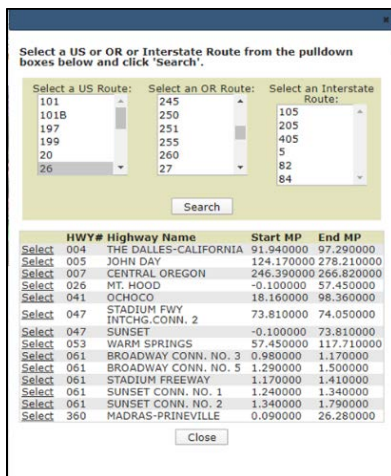 Select a US or OR or Interstate Route from the pulldown
boxes below and click 'Search'.
Select a US Route:
101
101B
197
199
20
26
Select an OR Route:
245
250
251
255
260
27
Select an Interstate
Route:
105
205
405
5
82
84
Search
HWY# Highway Name Start MP End MP
Select 004 THE DALLES-CALIFORNIA 91.940000 97.290000
Select 005 JOHN DAY 124.170000 278.210000
Select 007 CENTRAL OREGON 246.390000 266.820000
Select 026 MT. HOOD -0.100000 57.450000
Select 041 OCHOCO 18.160000 98.360000
Select 047 STADIUM FWY
INTCHG.CONN. 2 73.810000 74.050000
Select 047 SUNSET -0.100000 73.810000
Select 053 WARM SPRINGS 57.450000 117.710000
Select 061 BROADWAY CONN. NO. 3 0.980000 1.170000
Select 061 BROADWAY CONN. NO. 5 1.290000 1.500000
Select 061 STADIUM FREEWAY 1.170000 1.410000
Select 061 SUNSET CONN. NO. 1 1.240000 1.340000
Select 061 SUNSET CONN. NO. 2 1.340000 1.790000
Select 360 MADRAS-PRINEVILLE 0.090000 26.280000
Close